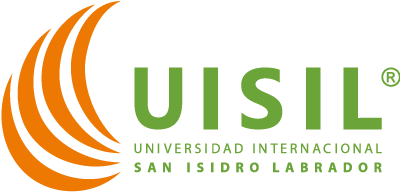 UISIL®
UNIVERSIDAD INTERNACIONAL
SAN ISIDRO LABRADOR